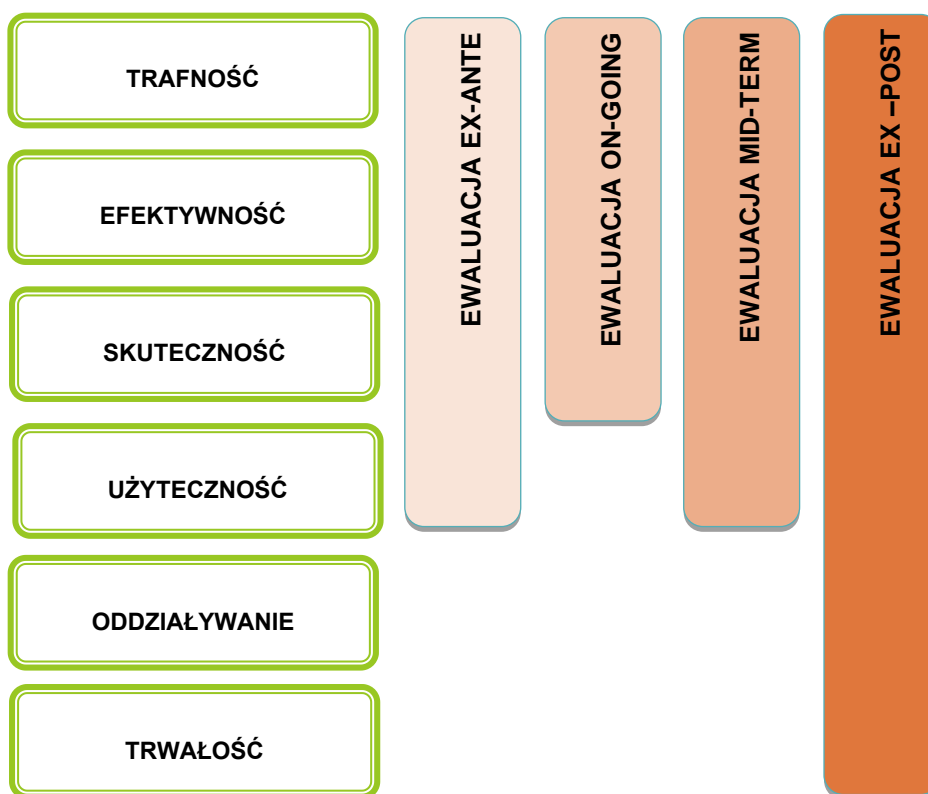 TRAFNOŚĆ
EFEKTYWNOŚĆ
SKUTECZNOŚĆ
UŻYTECZNOŚĆ
ODDZIAŁYWANIE
TRWAŁOŚĆ
EWALUACJA EX-ANTE
EWALUACJA ON-GOING
EWALUACJA MID-TERM
EWALUACJA EX –POST